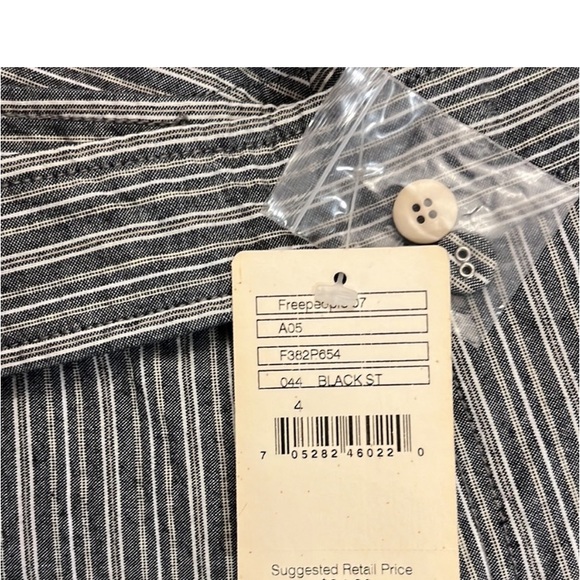 Freepeople 07
A05
F382P654
044 BLACK ST
4
7 05282 46022 0
Suggested Retail Price